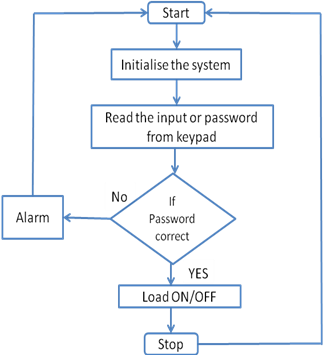 Start
Initialise the system
Read the input or password
from keypad
No
If
Password
correct
Alarm
YES
Load ON/OFF
Stop